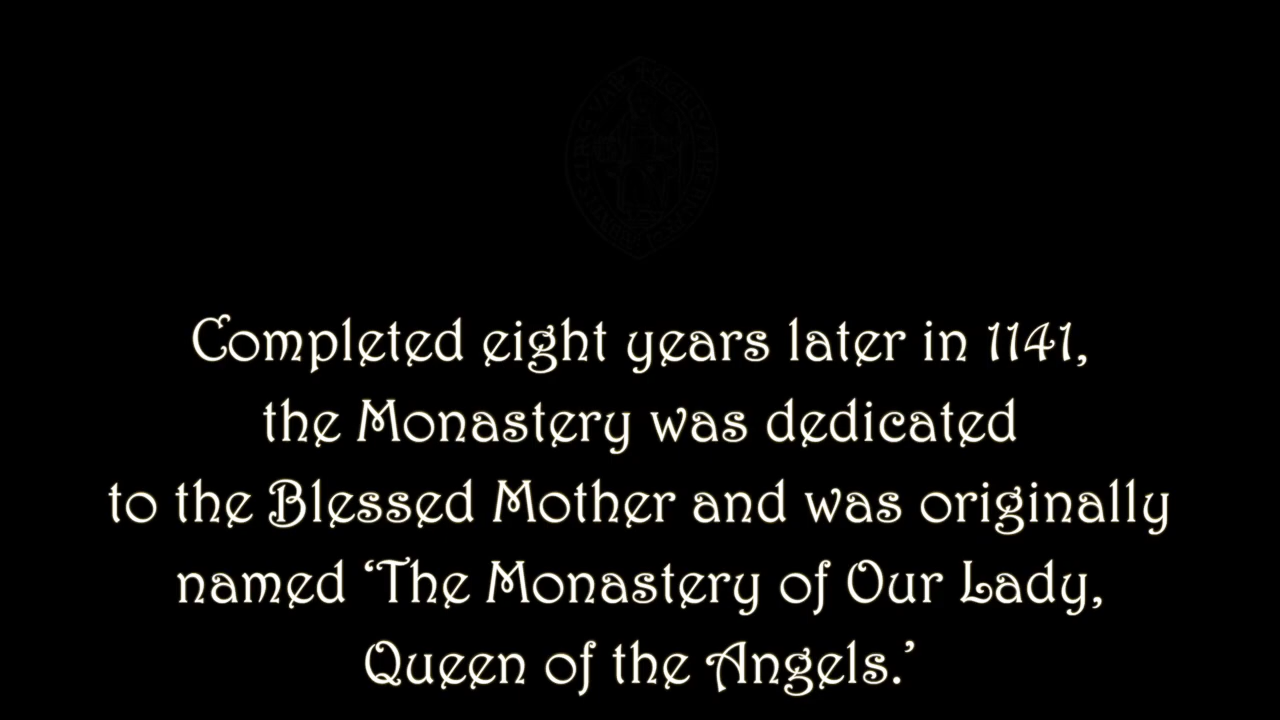 Completed eight years later in 1141,
the Monastery was dedicated
to the Blessed Mother and was originally
named ‘The Monastery of Our Lady,
Queen of the Angels.’